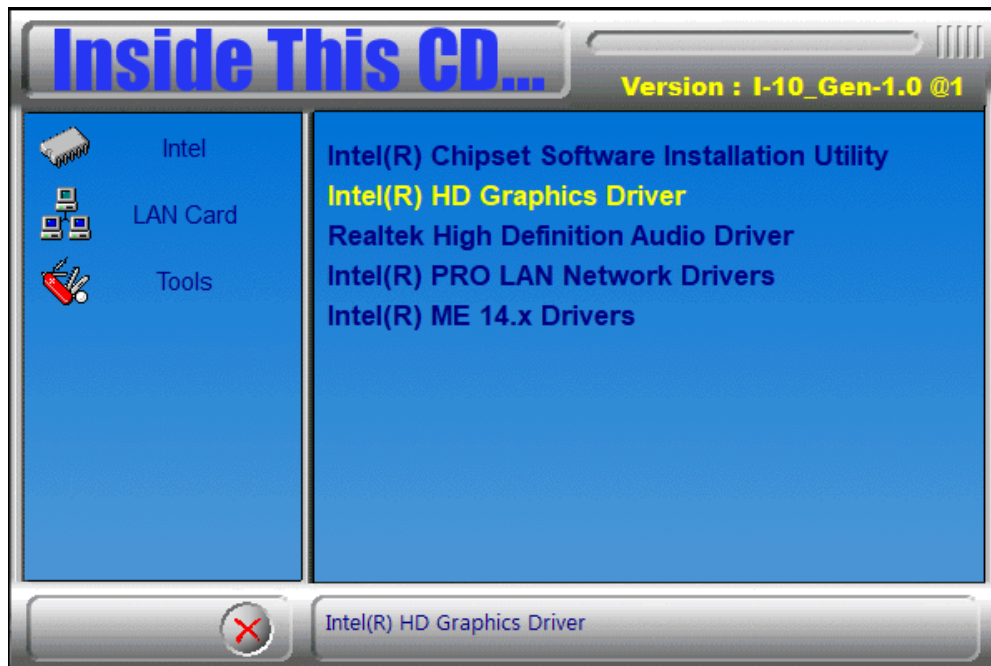 Inside This CD...
Version : I-10_Gen-1.0 @1
Intel
LAN Card
Tools
Intel(R) Chipset Software Installation Utility
Intel(R) HD Graphics Driver
Realtek High Definition Audio Driver
Intel(R) PRO LAN Network Drivers
Intel(R) ME 14.x Drivers
Intel(R) HD Graphics Driver